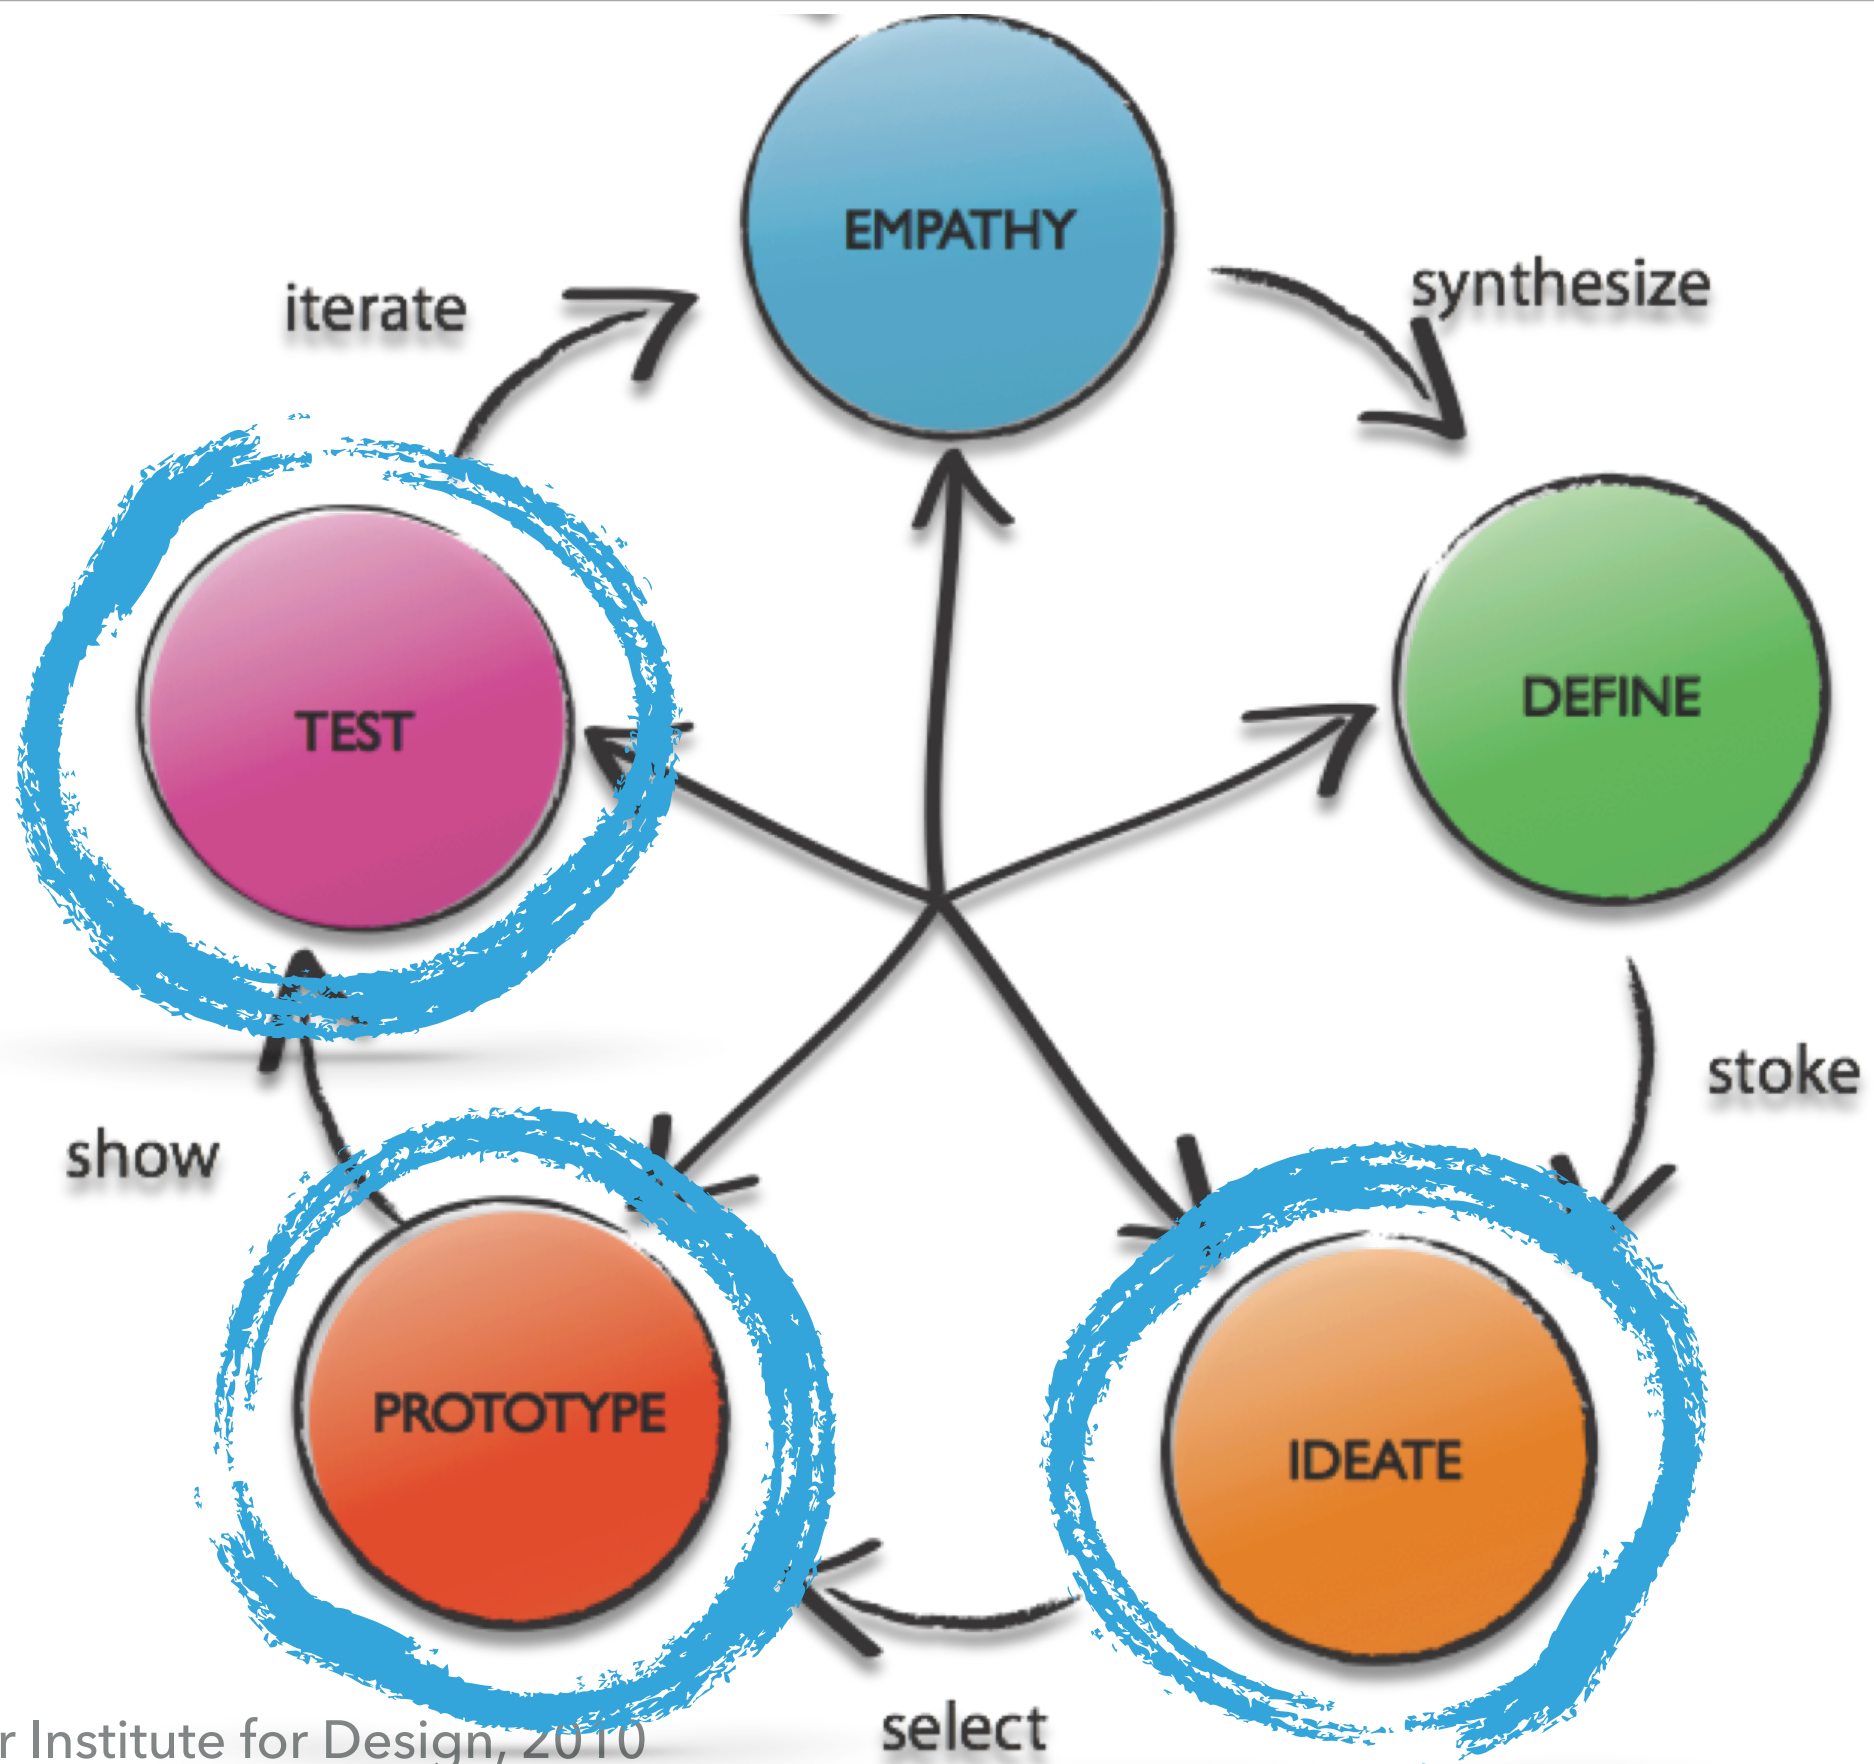 EMPATHY
synthesize
iterate
DEFINE
TEST
stoke
show
PROTOTYPE
IDEATE
select
r Institute for Design, 2010